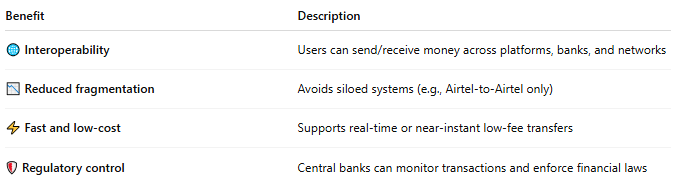 Benefit Description
🌐 Interoperability Users can send/receive money across platforms, banks, and networks
📉 Reduced fragmentation Avoids siloed systems (e.g., Airtel-to-Airtel only)
⚡ Fast and low-cost Supports real-time or near-instant low-fee transfers
🛡️ Regulatory control Central banks can monitor transactions and enforce financial laws